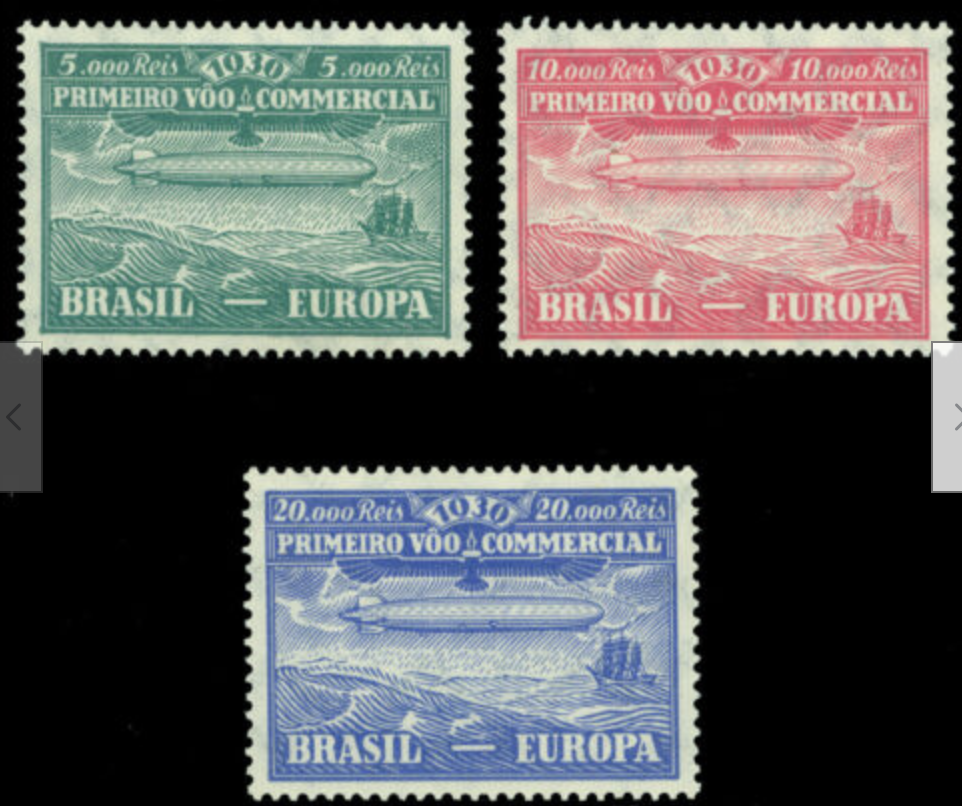 5.000 Reis 1930 5.000 Reis
PRIMEIRO VÔO COMMERCIAL
BRASIL — EUROPA
10.000 Reis 1930 10.000 Reis
PRIMEIRO VÔO COMMERCIAL
BRASIL — EUROPA
20.000 Reis 1930 20.000 Reis
PRIMEIRO VÔO COMMERCIAL
BRASIL — EUROPA